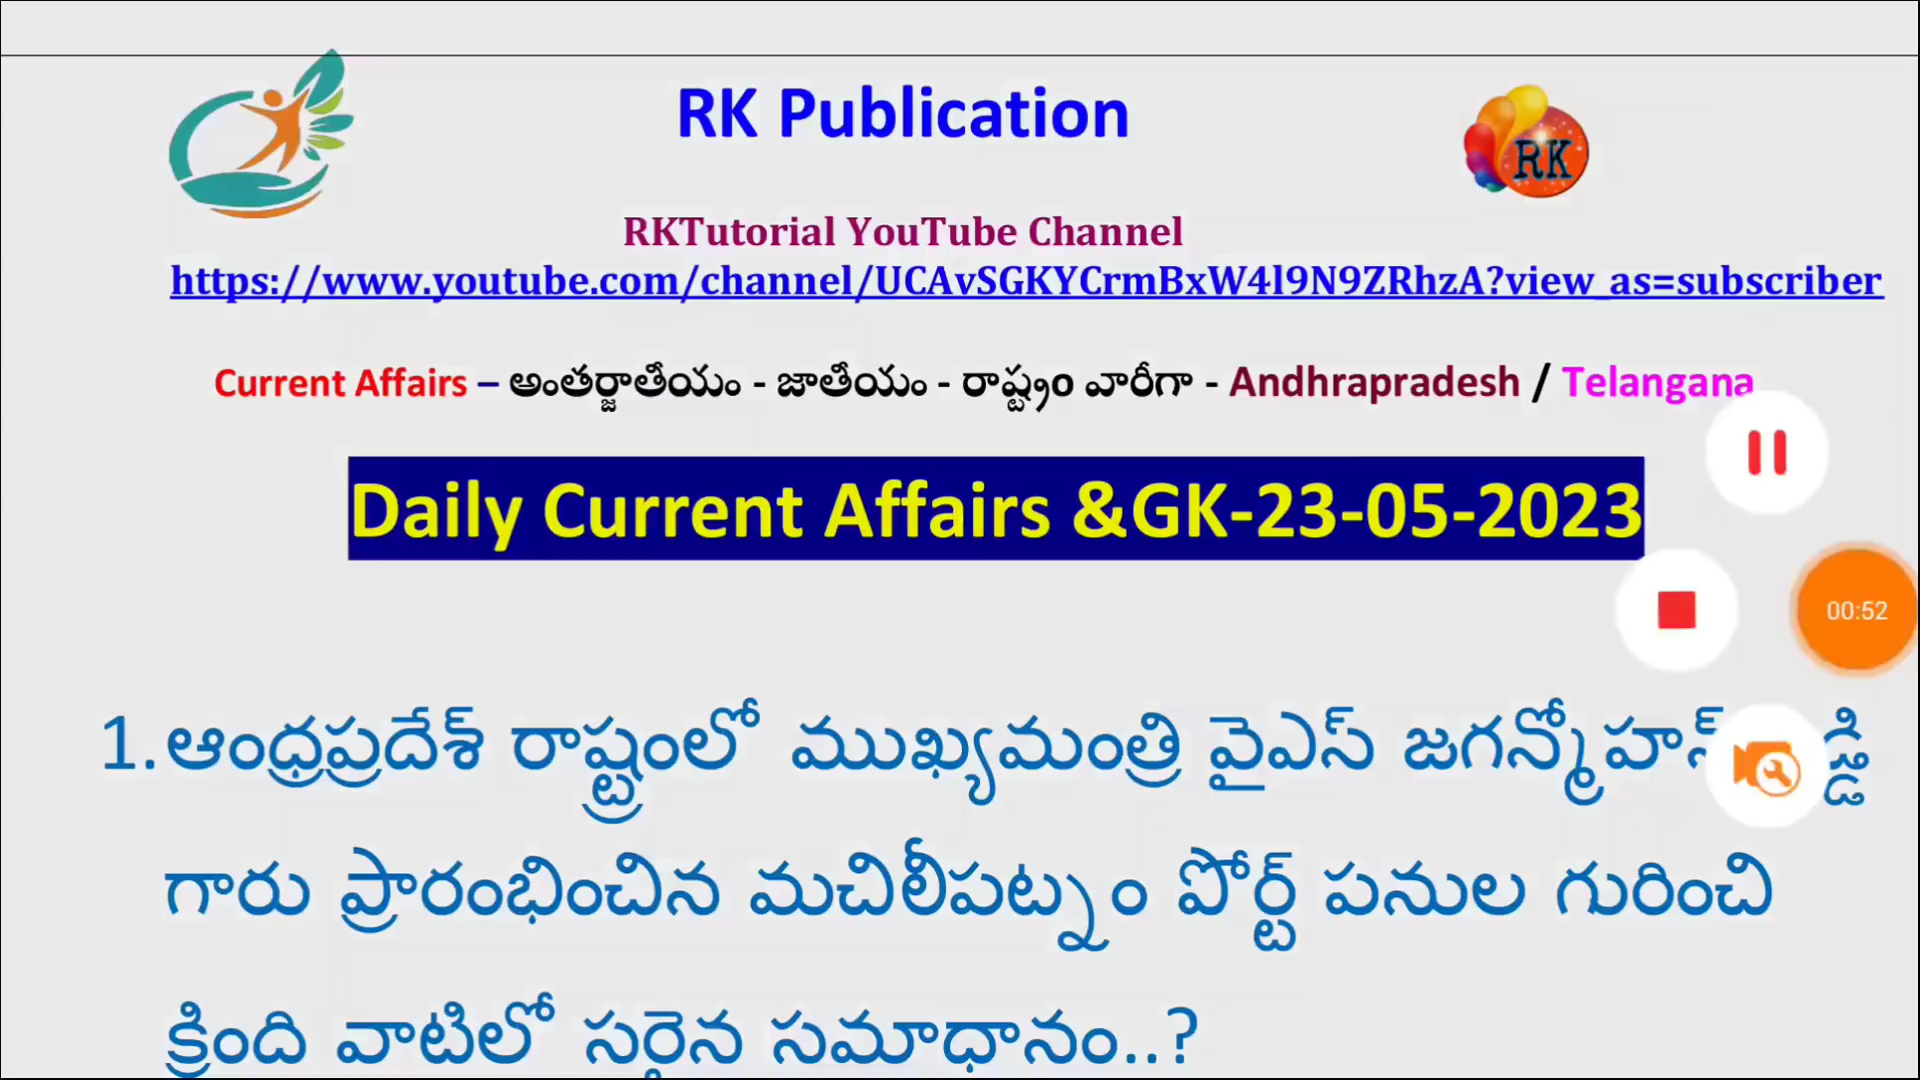 RK Publication
RK
RKTutorial YouTube Channel
https://www.youtube.com/channel/UCAvSGKYCrmBxW4l9N9ZRhzA?view_as=subscriber
Current Affairs – అంతర్జాతీయం - జాతీయం - రాష్ట్రం వారీగా - Andhrapradesh / Telangana
Daily Current Affairs &GK-23-05-2023
00:52
1. ఆంధ్రప్రదేశ్ రాష్ట్రంలో ముఖ్యమంత్రి వైఎస్ జగన్మోహన్
గారు ప్రారంభించిన మచిలీపట్నం పోర్ట్ పనుల గురించి
క్రింది వాటిలో సరైన సమాధానం..?